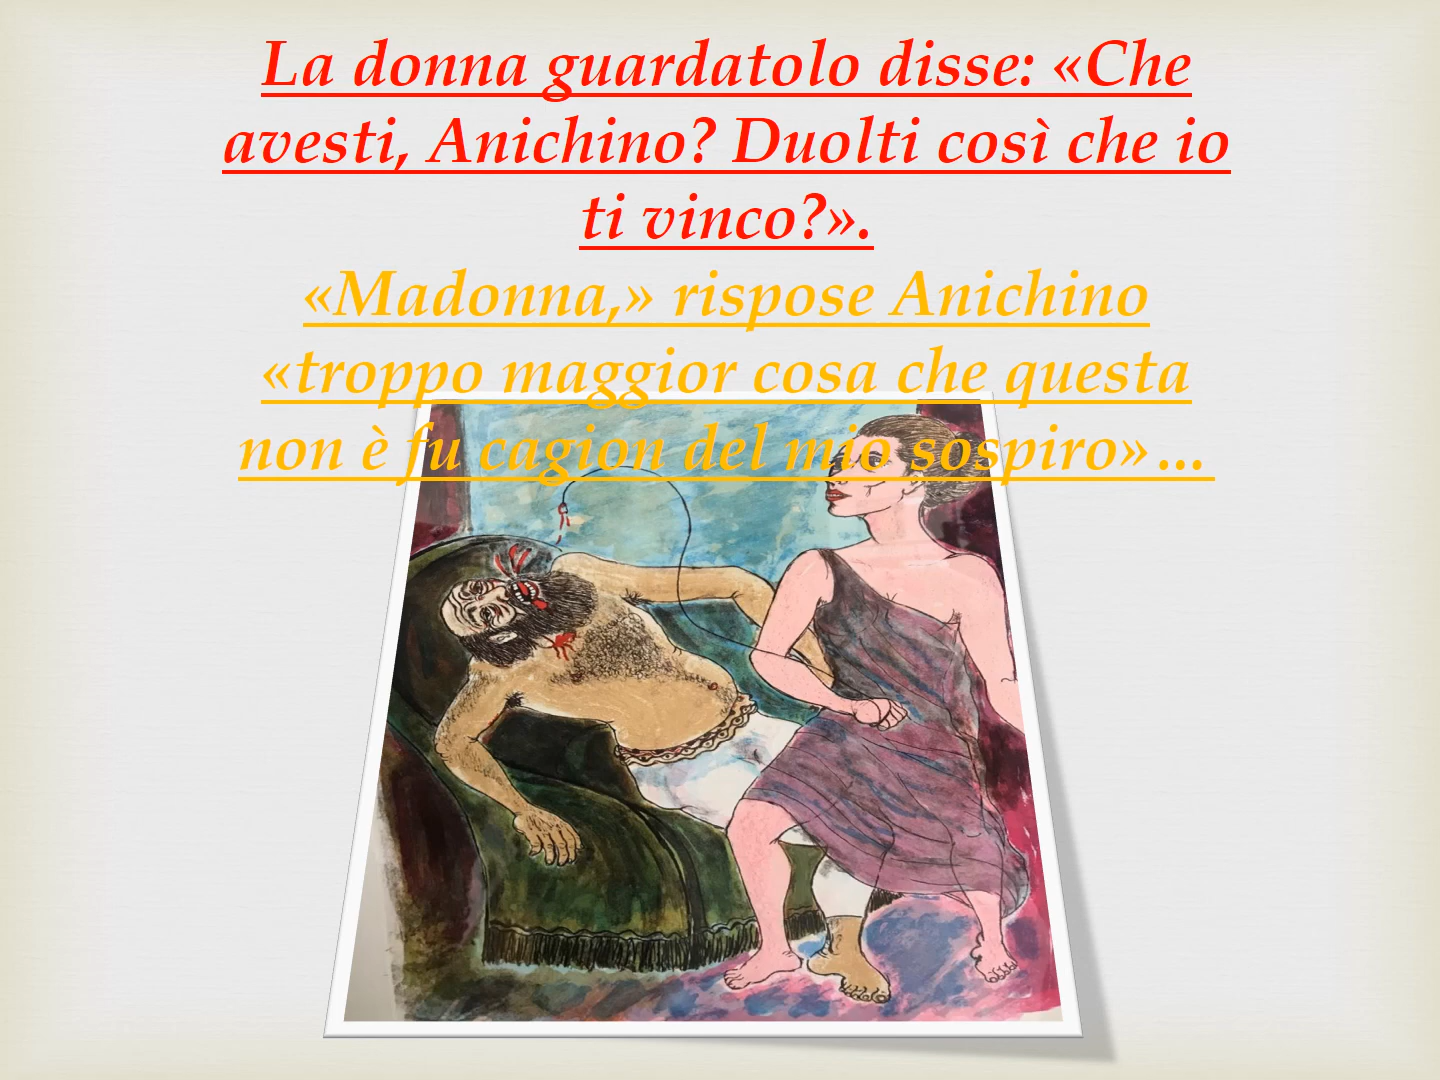 La donna guardatolo disse: «Che
avesti, Anichino? Duolti così che io
ti vinco?».
«Madonna,» rispose Anichino
«troppo maggior cosa che questa
non è fu cagion del mio sospiro»…